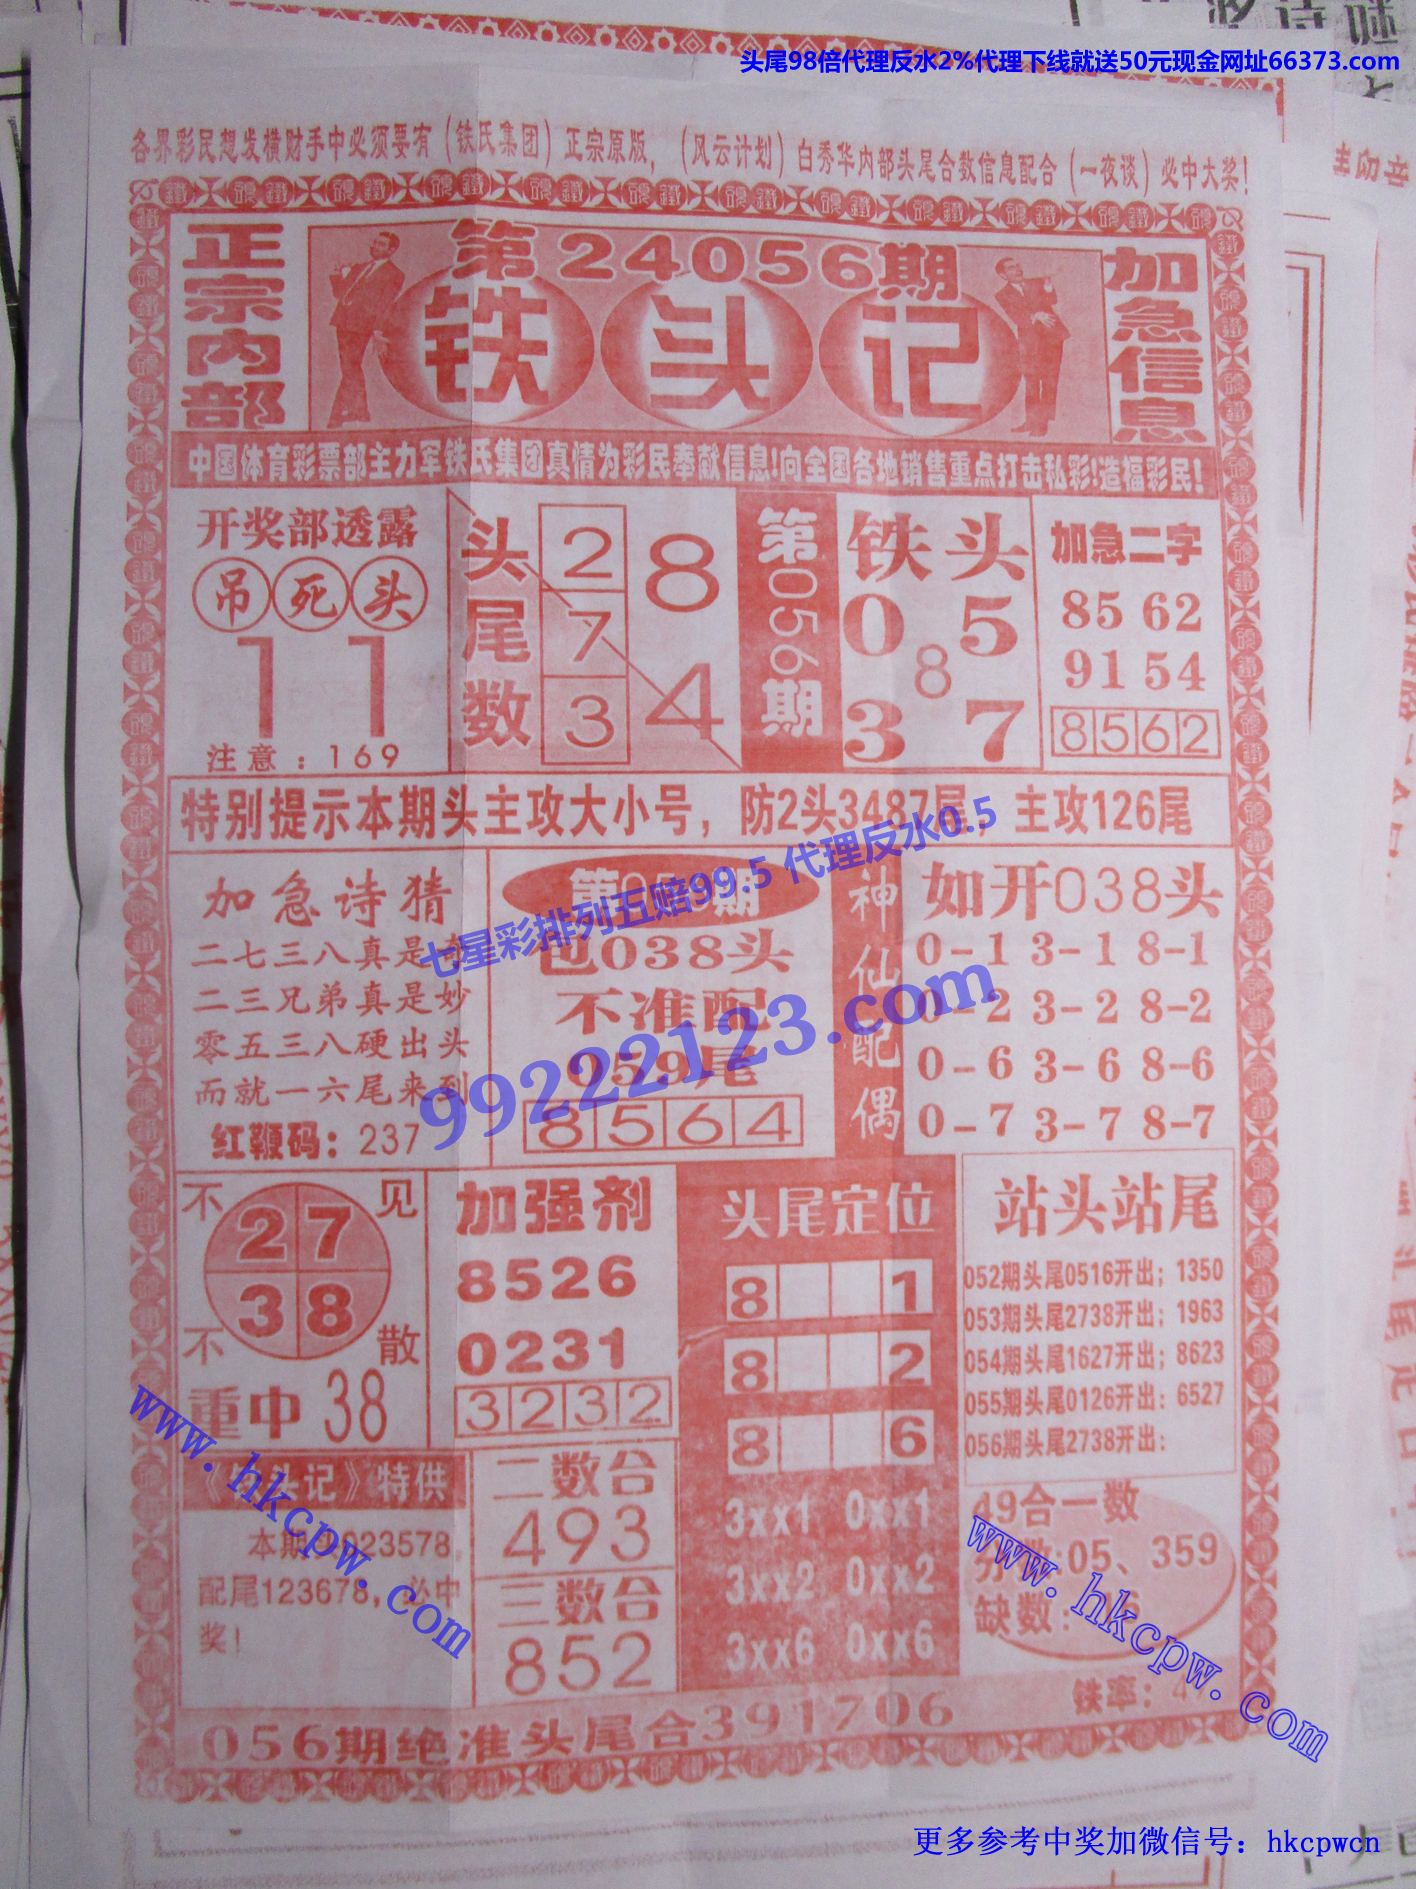 头尾98倍代理反水2%代理下线就送50元现金网址66373.com
各界彩民想发横财手中必须要有（铁氏集团）正宗原版，（风云计划）白秀华内部头尾合数信息配合（一夜谈）必中大奖！
正宗内部
第24056期
铁头记
加急信息
中国体育彩票部主力军铁氏集团真情为彩民奉献信息!向全国各地销售重点打击私彩!造福彩民!
开奖部透露
吊死头
11
注意：169
头尾数
2 7 3
8
4
第056期
铁头
0 5
8
3 7
加急二字
85 62
91 54
8562
特别提示本期头主攻大小号，防2头3487尾，主攻126尾
加急诗猜
二七三八真是
二三兄弟真是妙
零五三八硬出头
而就一六尾来到
红鞭码：237
第05期
包038头
不准配
059尾
8564
神仙配偶
如开038头
0-1 3-1 8-1
0-2 3-2 8-2
0-6 3-6 8-6
0-7 3-7 8-7
七星彩排列五赔99.5 代理反水0.5
99222123.com
不见不散
27
38
重中38
加强剂
8526
0231
3232
头尾定位
8 1
8 2
8 6
3xx1 0xx1
3xx2 0xx2
3xx6 0xx6
站头站尾
052期头尾0516开出；1350
053期头尾2738开出；1963
054期头尾1627开出；8623
055期头尾0126开出：6527
056期头尾2738开出：
《铁头记》特供
本期 023578，
配尾123678，必中
奖！
二数合
493
三数合
852
49合一数
:05、359
缺数： 6
铁率：4
056期绝准头尾合391706
www.hkcpw.com
www.hkcpw.com
更多参考中奖加微信号：hkcpwcn